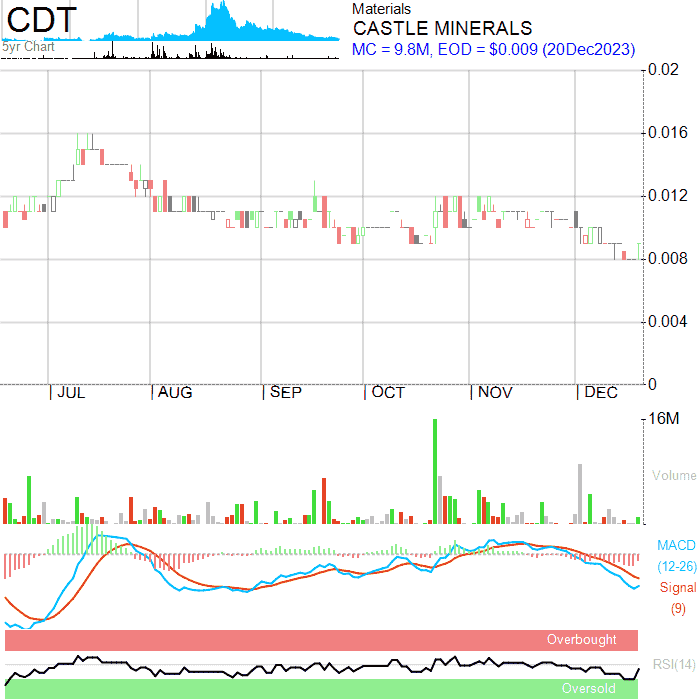 CDT
5yr Chart
Materials
CASTLE MINERALS
MC = 9.8M, EOD = $0.009 (20Dec2023)
0.02
0.016
0.012
0.008
0.004
0
JUL AUG SEP OCT NOV DEC
16M
Volume
MACD
(12-26)
Signal
(9)
Overbought
RSI(14)
Oversold